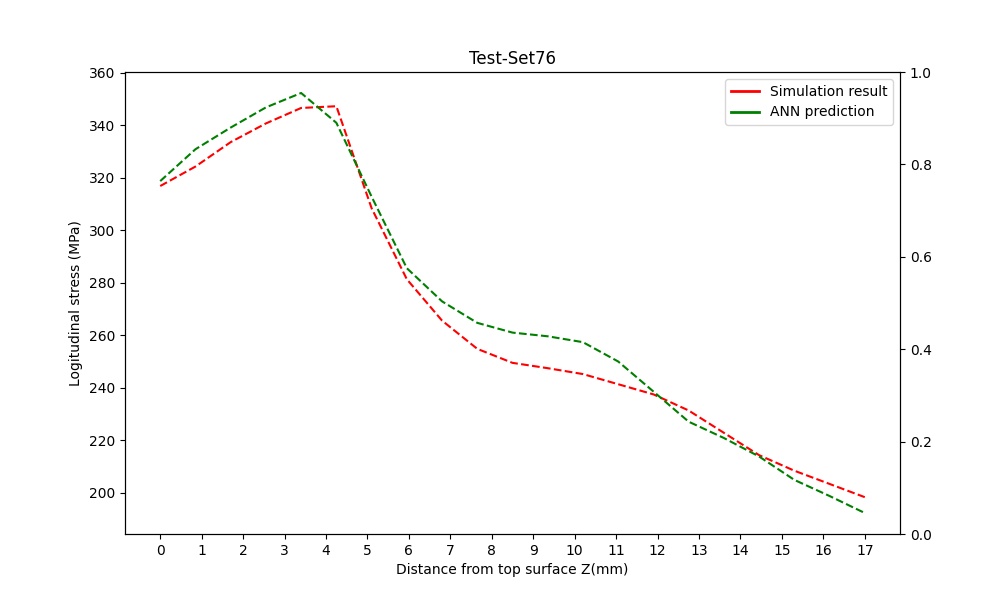 Test-Set76
Simulation result
ANN prediction
Logitudinal stress (MPa)
360
340
320
300
280
260
240
220
200
1.0
0.8
0.6
0.4
0.2
0.0
0 1 2 3 4 5 6 7 8 9 10 11 12 13 14 15 16 17
Distance from top surface Z(mm)